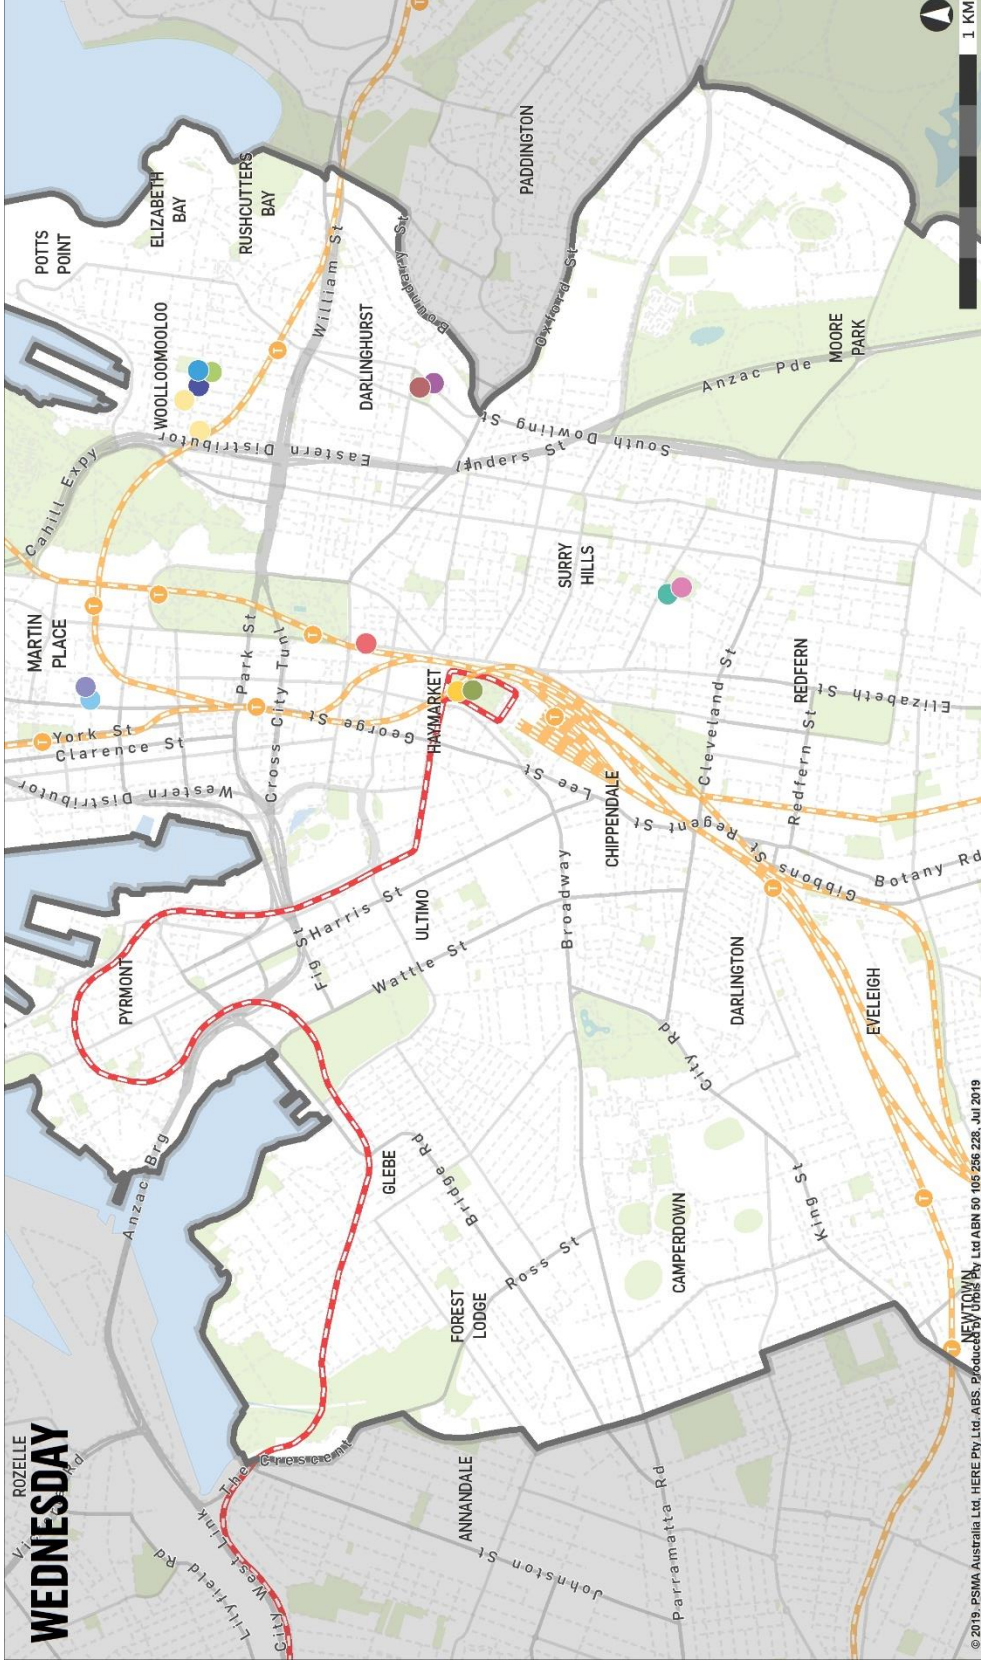 WEDNESDAY
ROZELLE
Victoria Rd
Lilyfield Rd
City West Link
The Crescent
ANNANDALE
Johnston St
Parramatta Rd
Anzac Brg
PYRMONT
GLEBE
Bridge Rd
FOREST
LODGE
Ross St
CAMPERDOWN
King St
NEWTOWN
Fig St
Harris St
ULTIMO
Wattle St
Broadway
City Rd
DARLINGTON
EVELEIGH
Western Distributor
York St
Clarence St
MARTIN
PLACE
Park St
Cross City Tunl
George St
HAYMARKET
Lee St
CHIPPENDALE
Regent St
Cleveland St
Gibbons St
Botany Rd
Redfern St
REDFERN
Elizabeth St
SURRY
HILLS
Cahill Expy
Eastern Distributor
WOOLLOOMOOLOO
POTTS
POINT
ELIZABETH
BAY
RUSHCUTTERS
BAY
William St
DARLINGHURST
Boundary St
Flinders St
South Dowling St
Oxford St
PADDINGTON
Anzac Pde
MOORE
PARK
T
T
T
T
T
T
T
T
T
T
T
T
1 KM
© 2019. PSMA Australia Ltd, HERE Pty Ltd. ABS. Produced by Urbis Pty Ltd ABN 50 105 256 228, Jul 2019